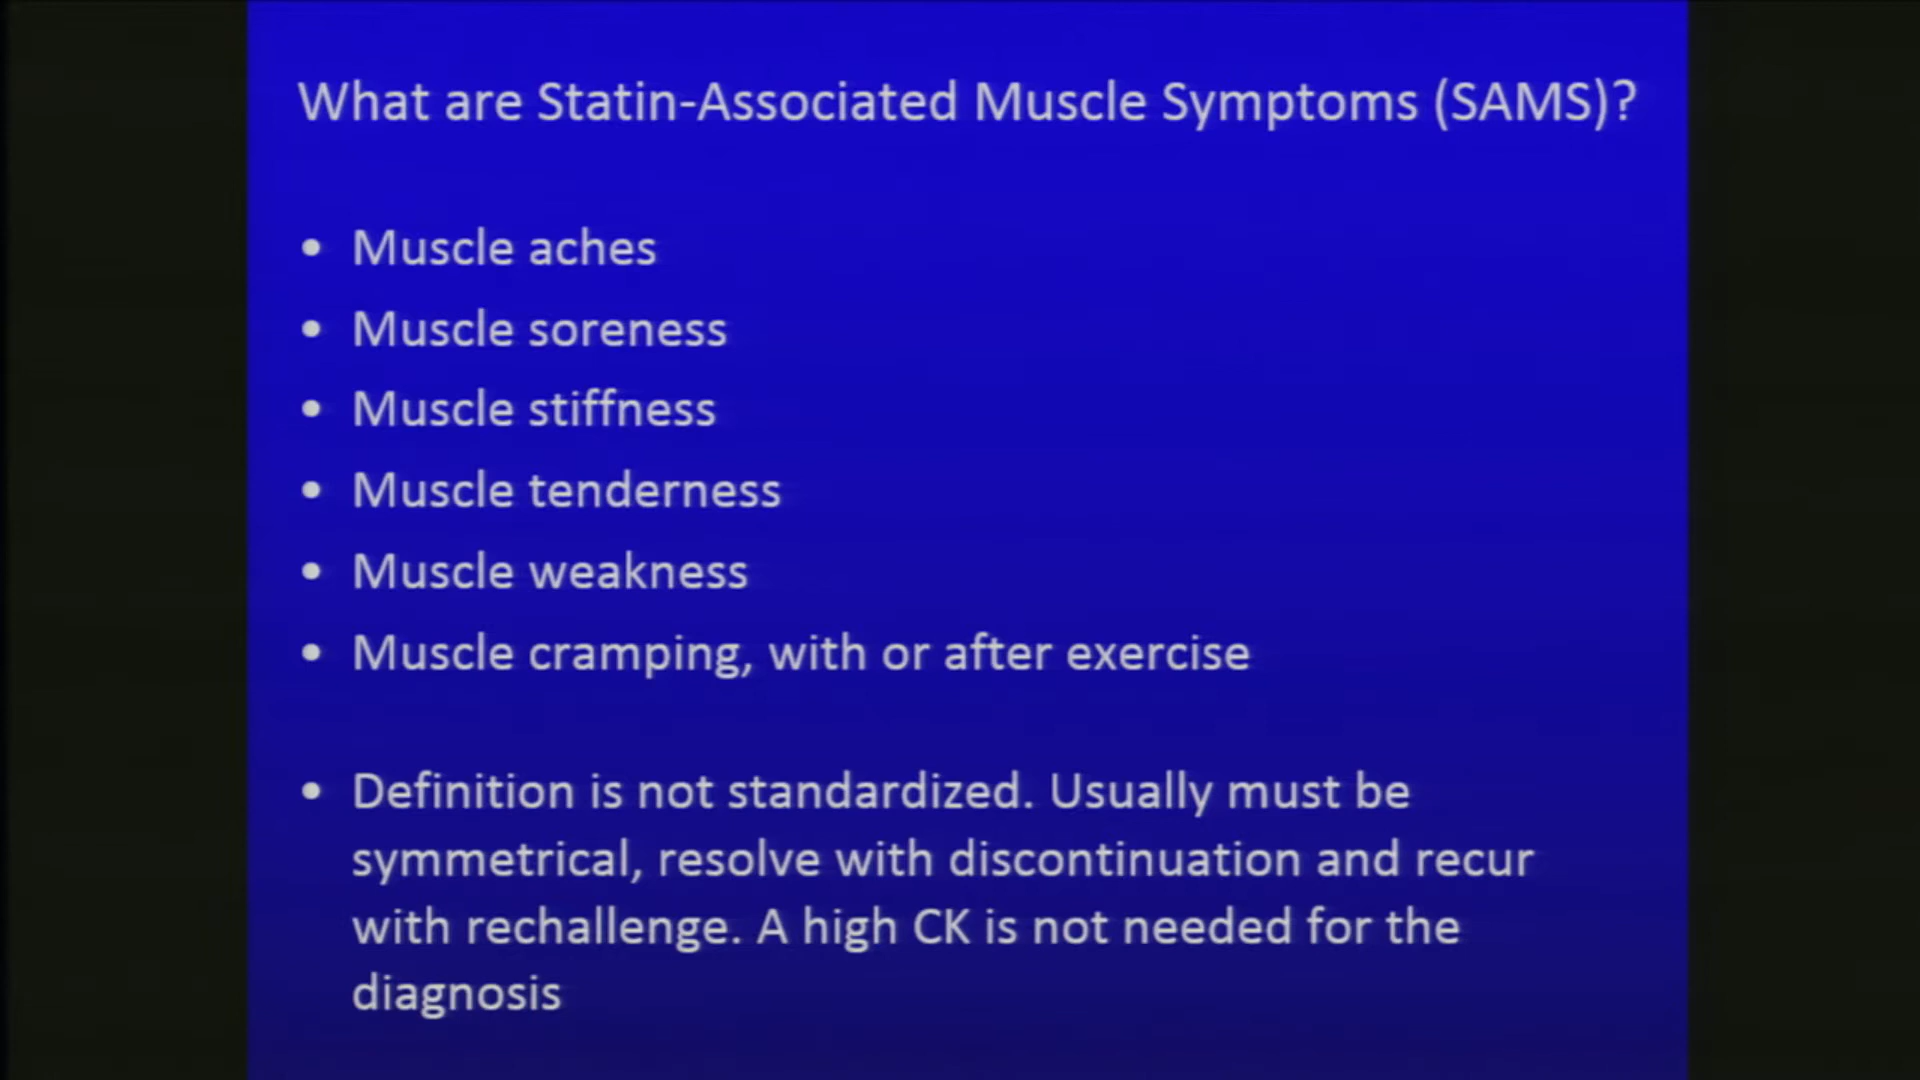 What are Statin-Associated Muscle Symptoms (SAMS)?
• Muscle aches
• Muscle soreness
• Muscle stiffness
• Muscle tenderness
• Muscle weakness
• Muscle cramping, with or after exercise
• Definition is not standardized. Usually must be
symmetrical, resolve with discontinuation and recur
with rechallenge. A high CK is not needed for the
diagnosis